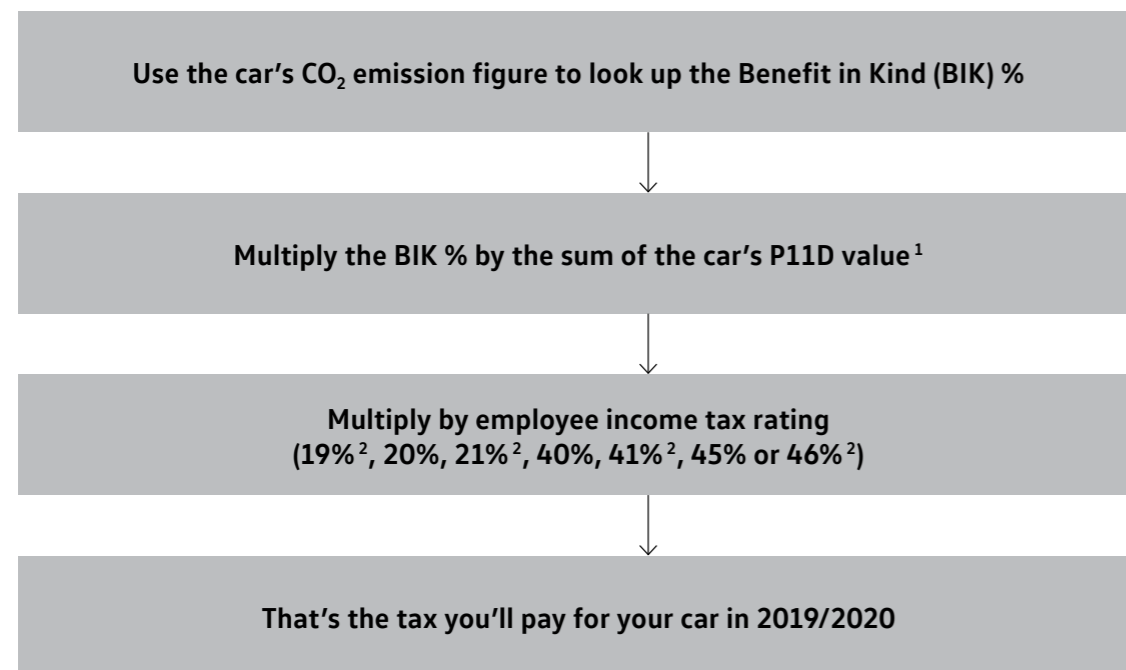 Use the car’s CO₂ emission figure to look up the Benefit in Kind (BIK) %
Multiply the BIK % by the sum of the car’s P11D value ¹
Multiply by employee income tax rating
(19% ², 20%, 21% ², 40%, 41% ², 45% or 46% ²)
That’s the tax you’ll pay for your car in 2019/2020